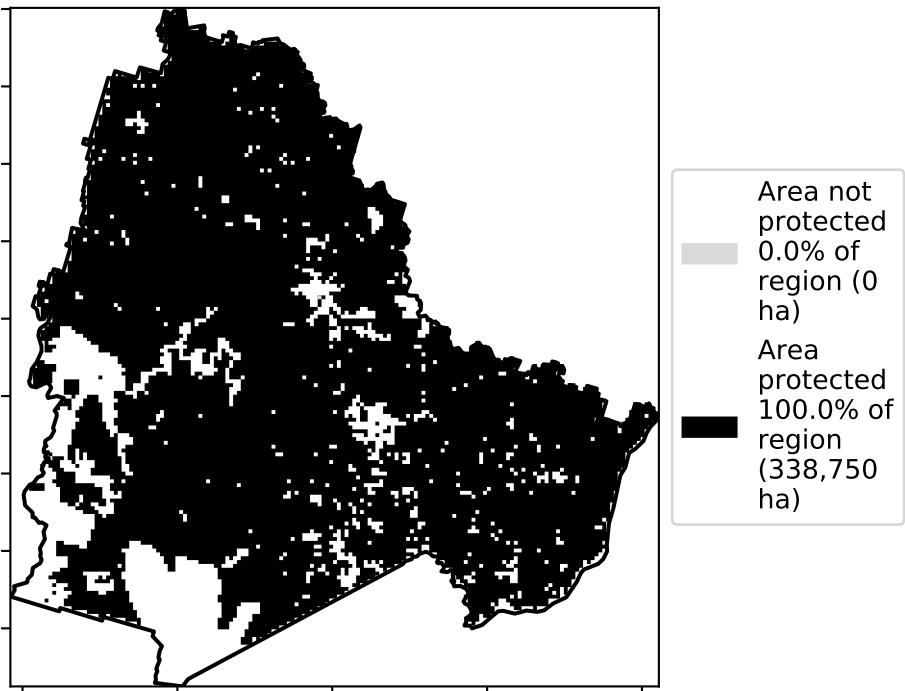 Area not
protected
0.0% of
region (0
ha)
Area
protected
100.0% of
region
(338,750
ha)